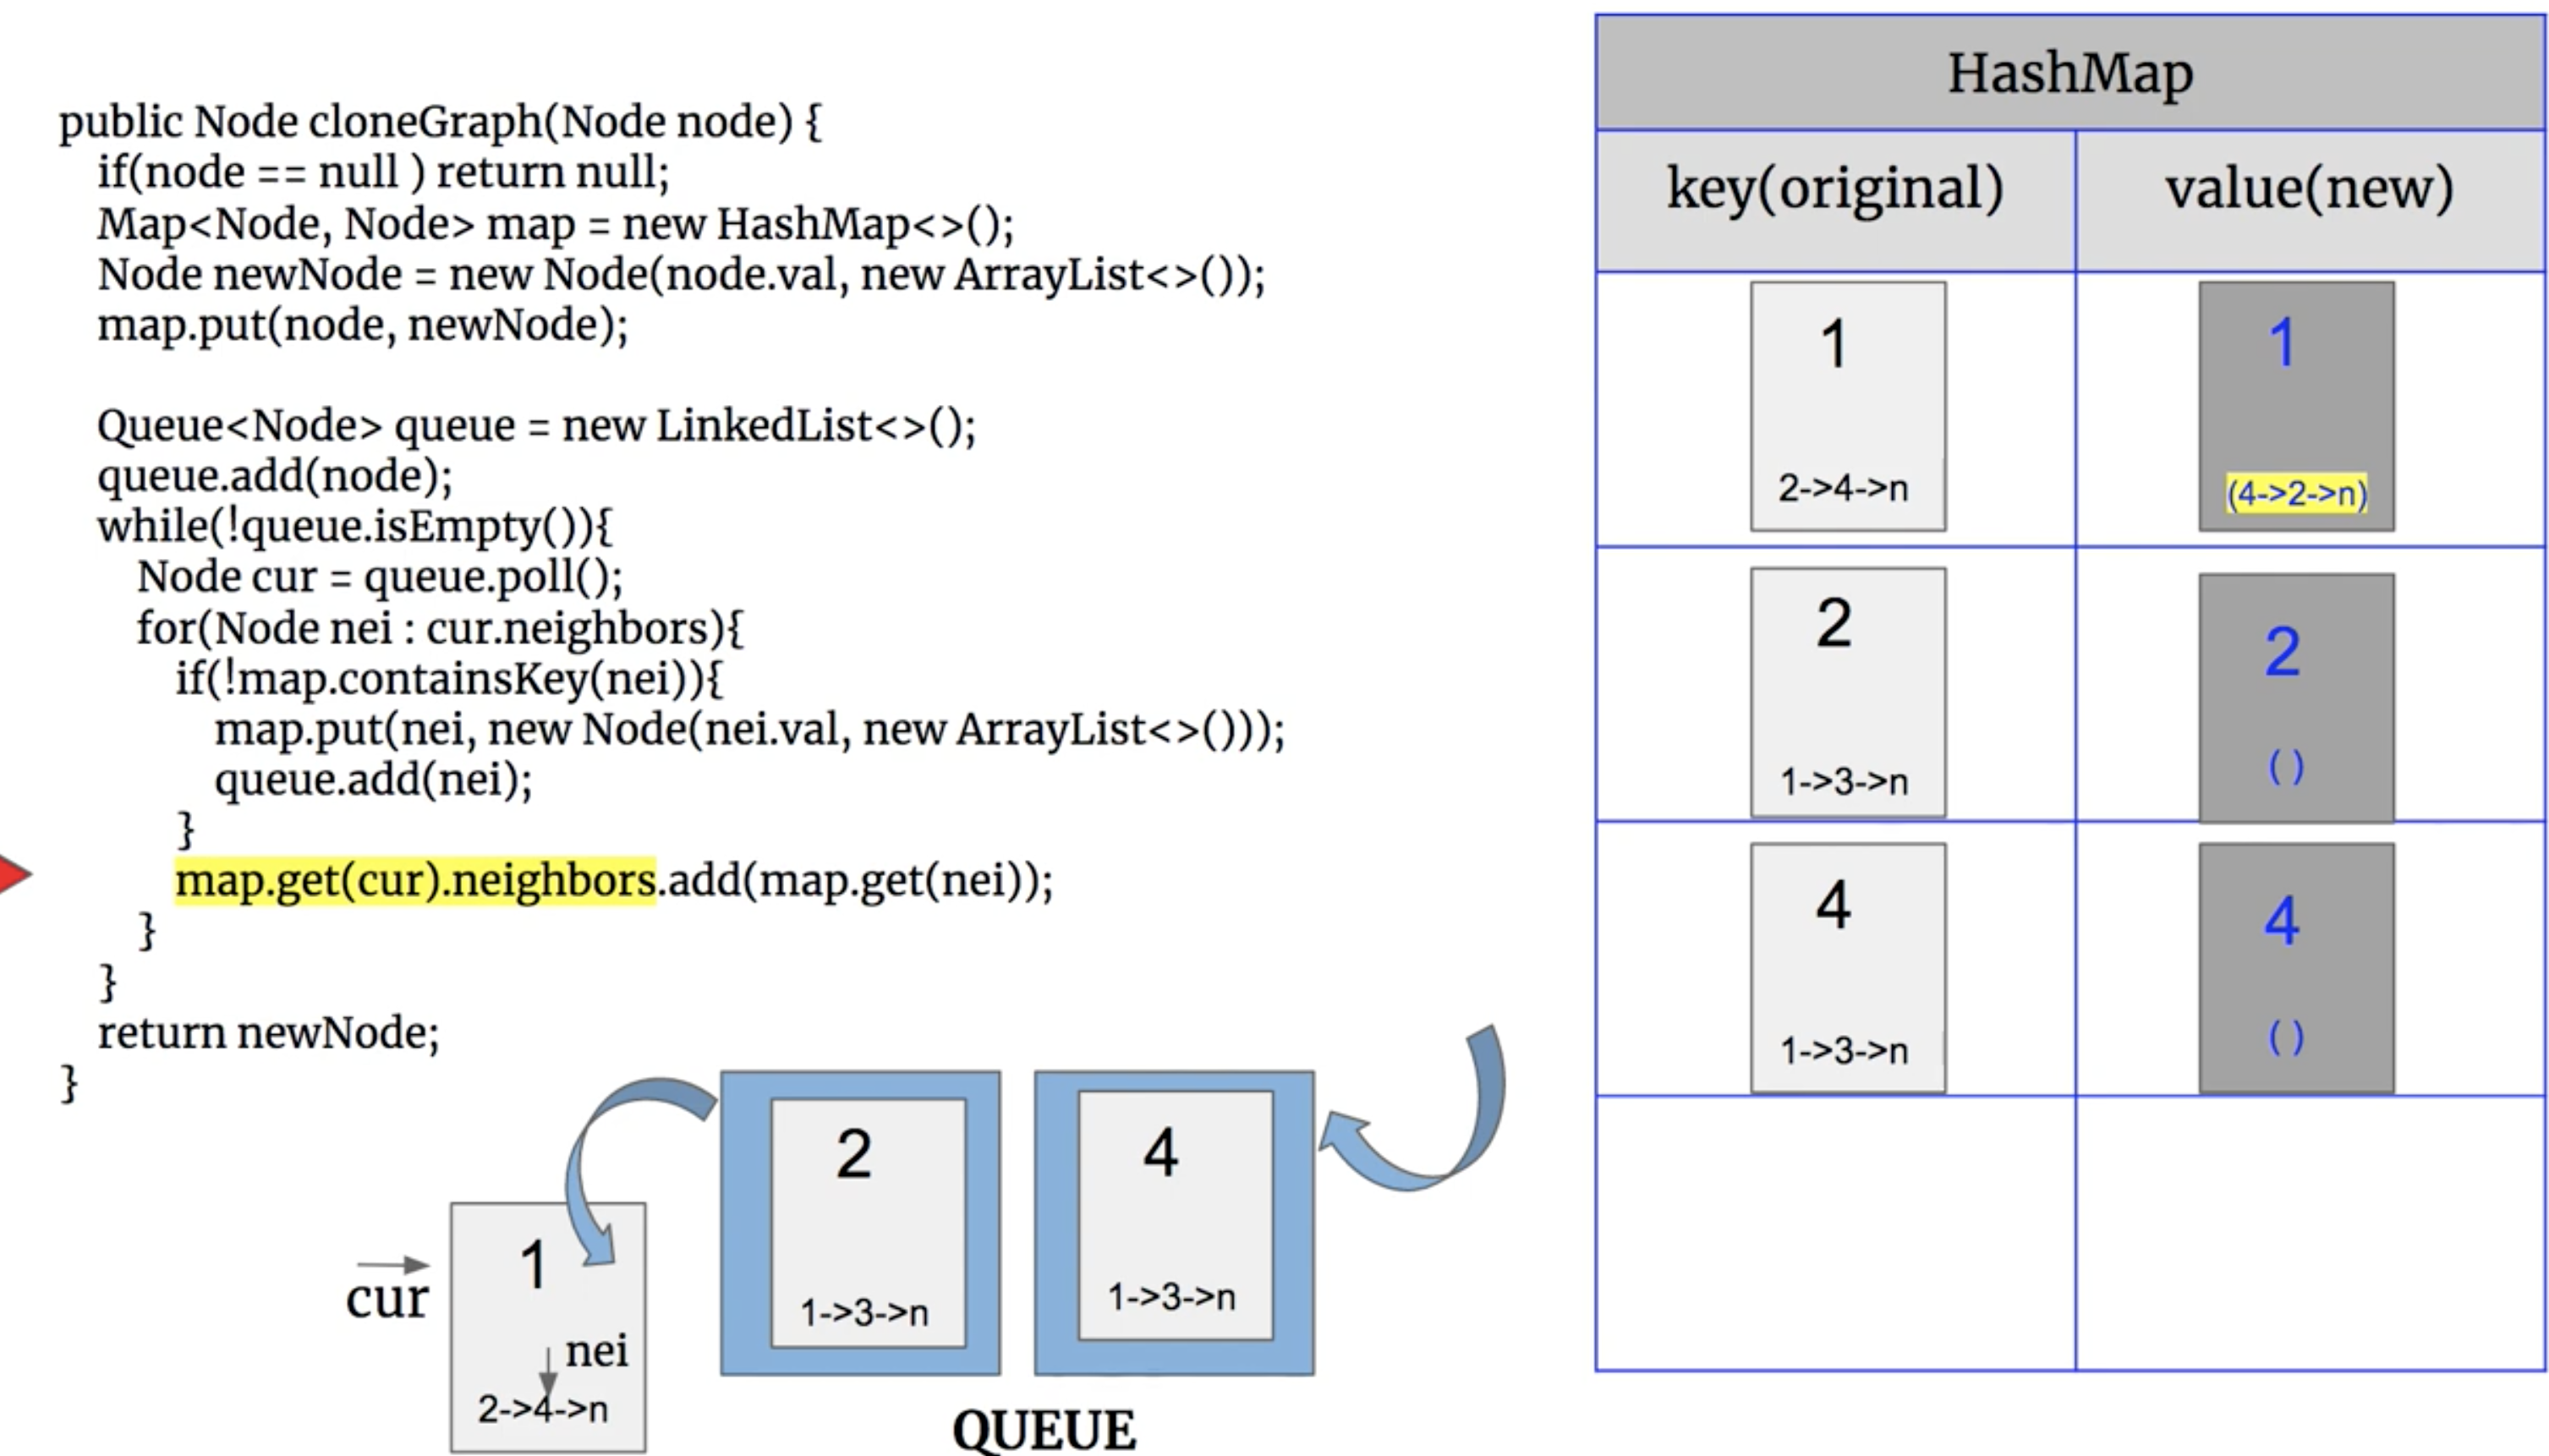 public Node cloneGraph(Node node) {
if(node == null ) return null;
Map<Node, Node> map = new HashMap<>();
Node newNode = new Node(node.val, new ArrayList<>());
map.put(node, newNode);
Queue<Node> queue = new LinkedList<>();
queue.add(node);
while(!queue.isEmpty()){
Node cur = queue.poll();
for(Node nei : cur.neighbors){
if(!map.containsKey(nei)){
map.put(nei, new Node(nei.val, new ArrayList<>()));
queue.add(nei);
}
map.get(cur).neighbors.add(map.get(nei));
}
}
return newNode;
}
cur
1
nei
2->4->n
2
1->3->n
4
1->3->n
QUEUE
HashMap
key(original)
value(new)
1
2->4->n
1
(4->2->n)
2
1->3->n
2
( )
4
1->3->n
4
( )